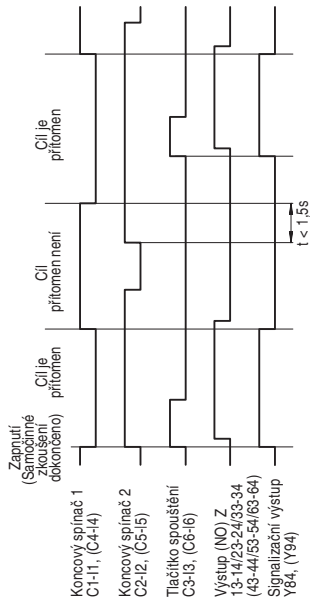 Zapnutí
(Samočinné
zkoušení
dokončeno)
Cíl je
přítomen
Cíl
přítomen není
Cíl je
přítomen
Koncový spínač 1
C1-I1, (C4-I4)
Koncový spínač 2
C2-I2, (C5-I5)
Tlačítko spouštění
C3-I3, (C6-I6)
Výstup (NO) Z
13-14/23-24/33-34
(43-44/53-54/63-64)
Signalizační výstup
Y84, (Y94)
t < 1,5s